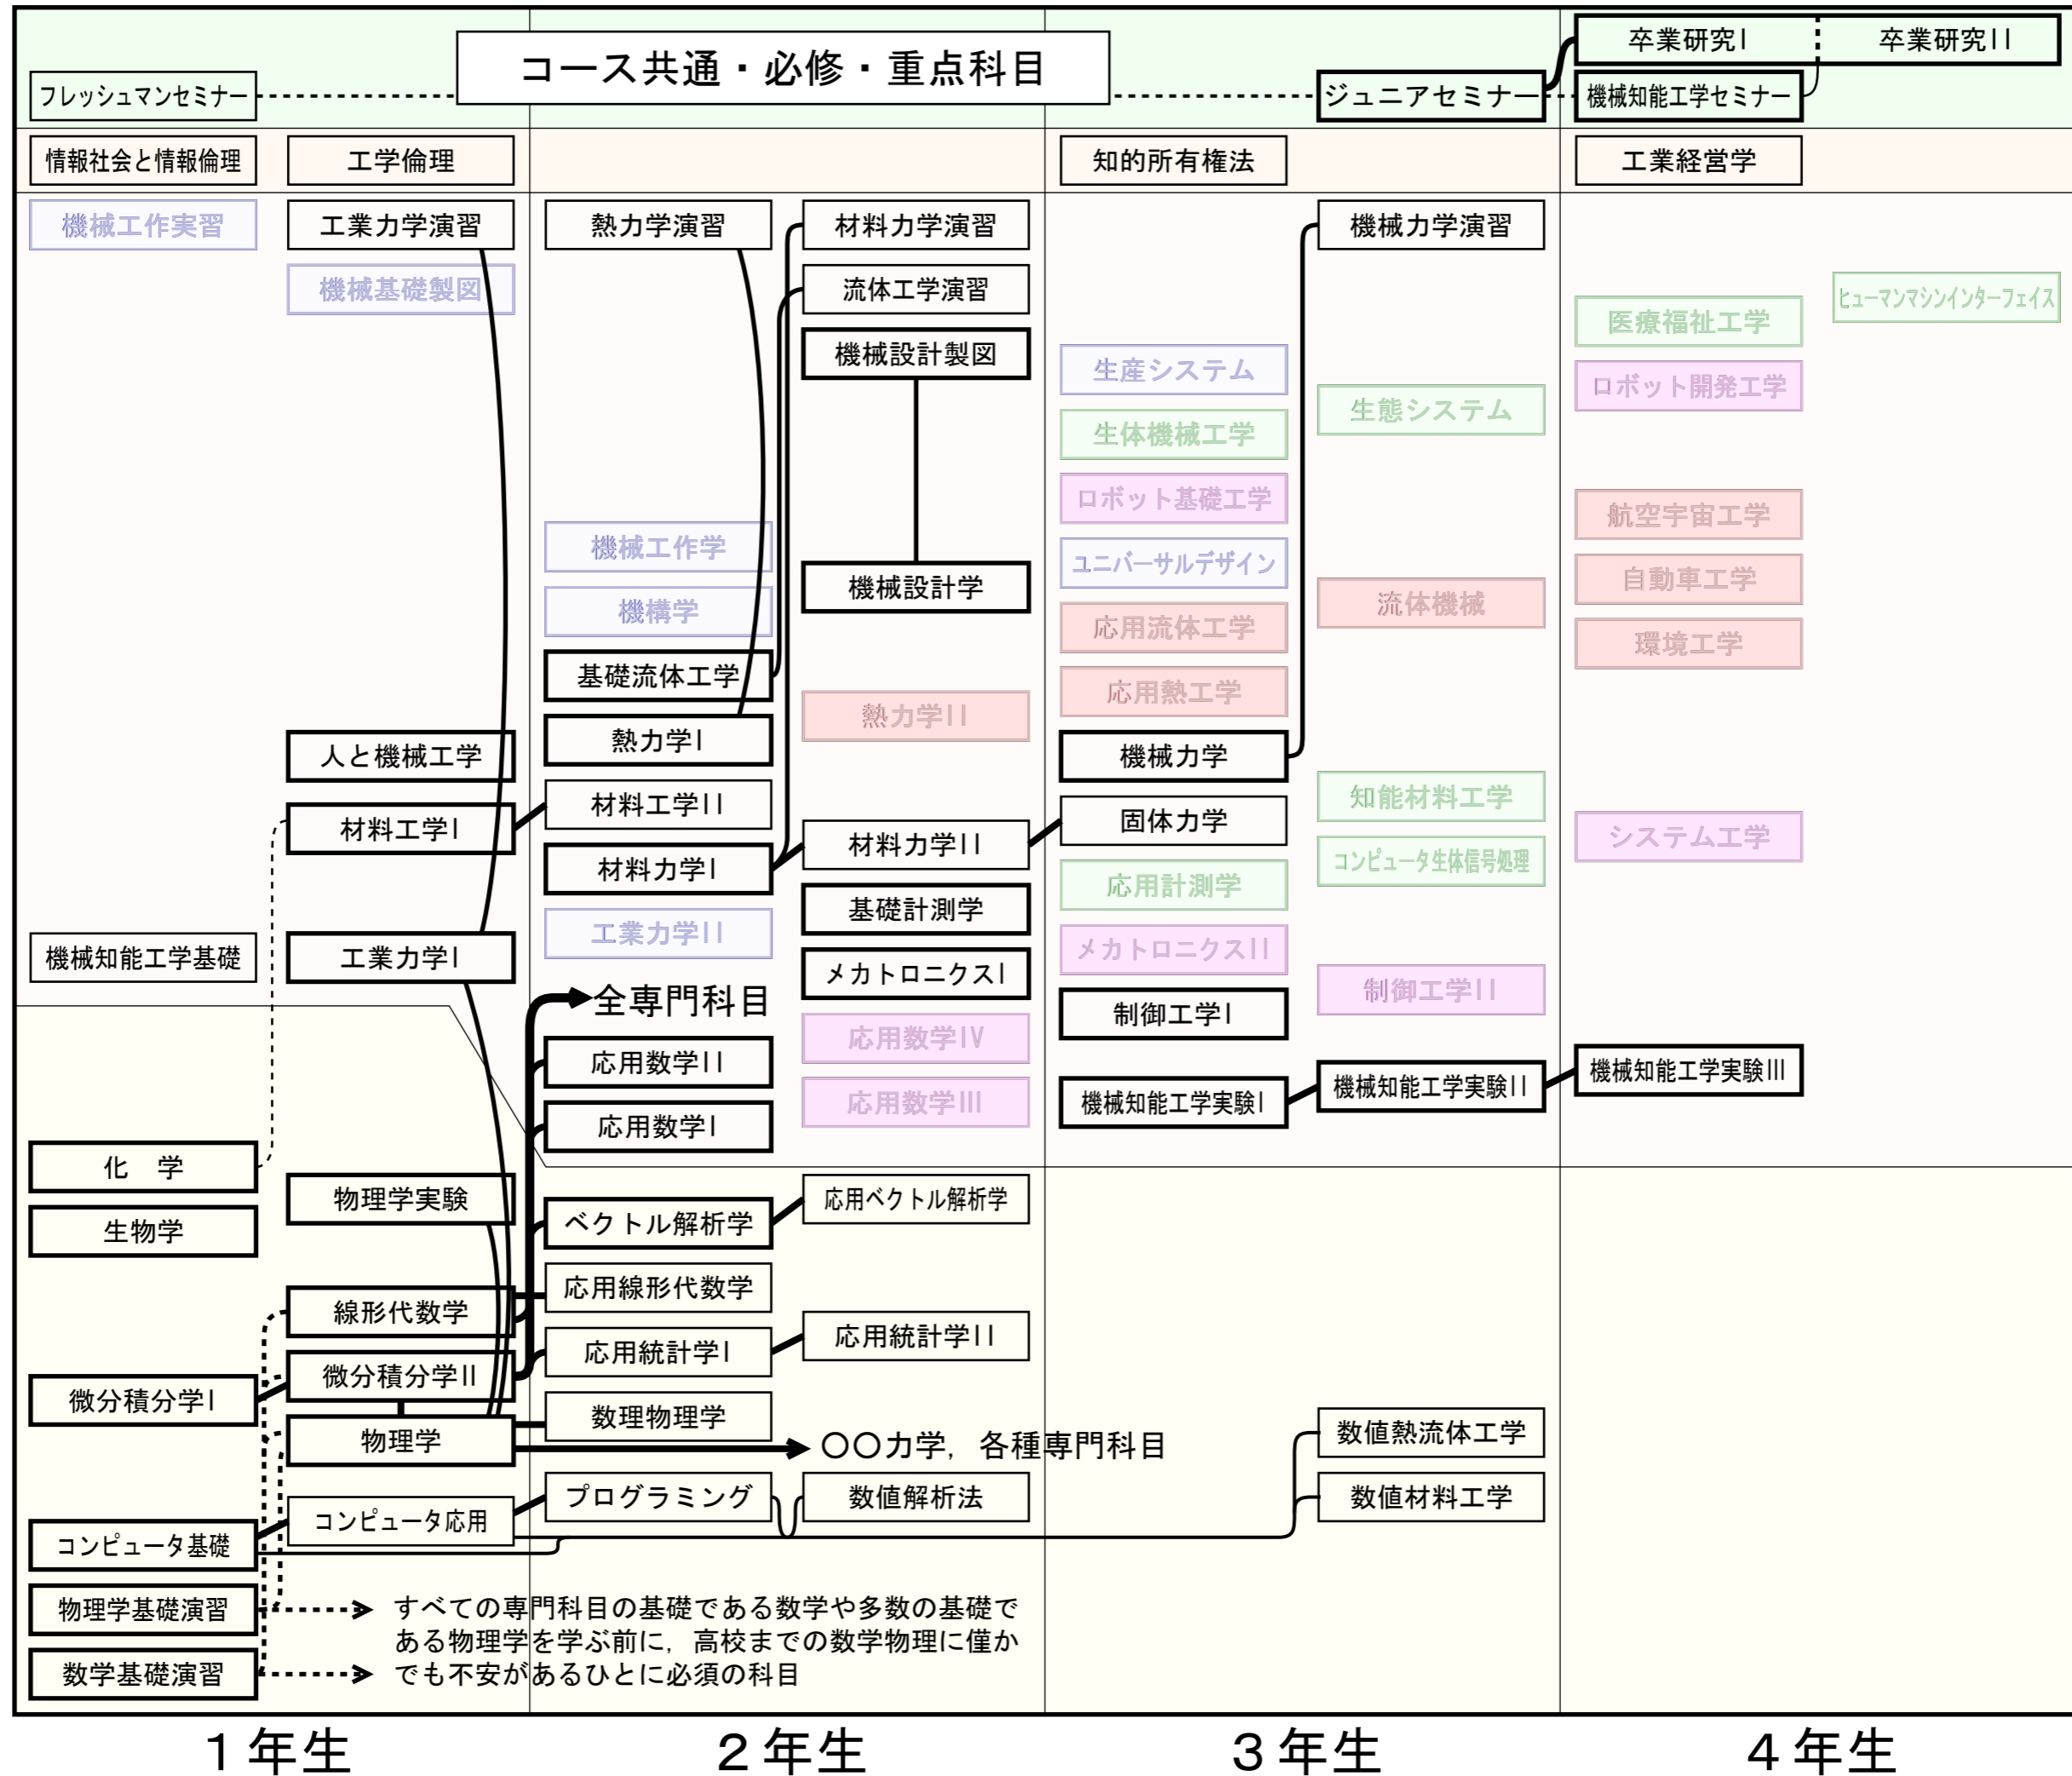 コース共通・必修・重点科目
卒業研究I
卒業研究II
フレッシュマンセミナー
ジュニアセミナー
機械知能工学セミナー
情報社会と情報倫理
工学倫理
知的所有権法
工業経営学
機械工作実習
工業力学演習
熱力学演習
材料力学演習
機械力学演習
機械基礎製図
流体工学演習
ヒューマンマシンインターフェイス
医療福祉工学
機械設計製図
生産システム
ロボット開発工学
生態システム
生体機械工学
ロボット基礎工学
航空宇宙工学
機械工作学
ユニバーサルデザイン
自動車工学
機械設計学
流体機械
機構学
応用流体工学
環境工学
基礎流体工学
応用熱工学
熱力学II
熱力学I
人と機械工学
機械力学
知能材料工学
材料工学II
材料工学I
固体力学
システム工学
材料力学II
コンピュータ生体信号処理
材料力学I
応用計測学
基礎計測学
工業力学II
メカトロニクスII
機械知能工学基礎
工業力学I
メカトロニクスI
制御工学II
全専門科目
制御工学I
応用数学IV
応用数学II
機械知能工学実験III
機械知能工学実験II
機械知能工学実験I
応用数学III
応用数学I
化　学
物理学実験
応用ベクトル解析学
生物学
ベクトル解析学
応用線形代数学
線形代数学
応用統計学II
応用統計学I
微分積分学II
微分積分学I
数理物理学
物理学
〇〇力学，各種専門科目
数値熱流体工学
プログラミング
数値解析法
数値材料工学
コンピュータ応用
コンピュータ基礎
物理学基礎演習
すべての専門科目の基礎である数学や多数の基礎で
ある物理学を学ぶ前に，高校までの数学物理に僅か
でも不安があるひとに必須の科目
数学基礎演習
１年生
２年生
３年生
４年生